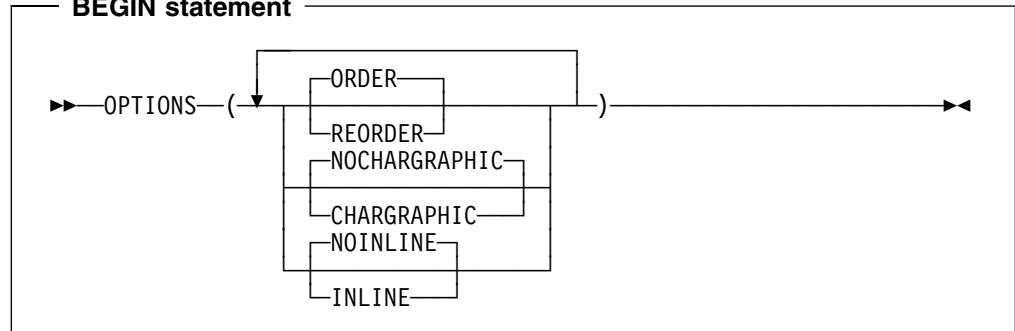 BEGIN statement
ORDER
OPTIONS ( )
REORDER
NOCHARGRAPHIC
CHARGRAPHIC
NOINLINE
INLINE